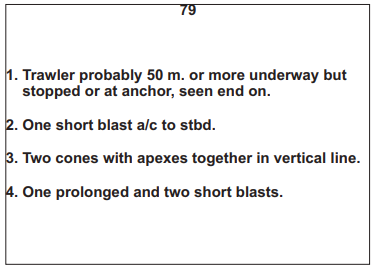 79
1. Trawler probably 50 m. or more underway but
stopped or at anchor, seen end on.
2. One short blast a/c to stbd.
3. Two cones with apexes together in vertical line.
4. One prolonged and two short blasts.